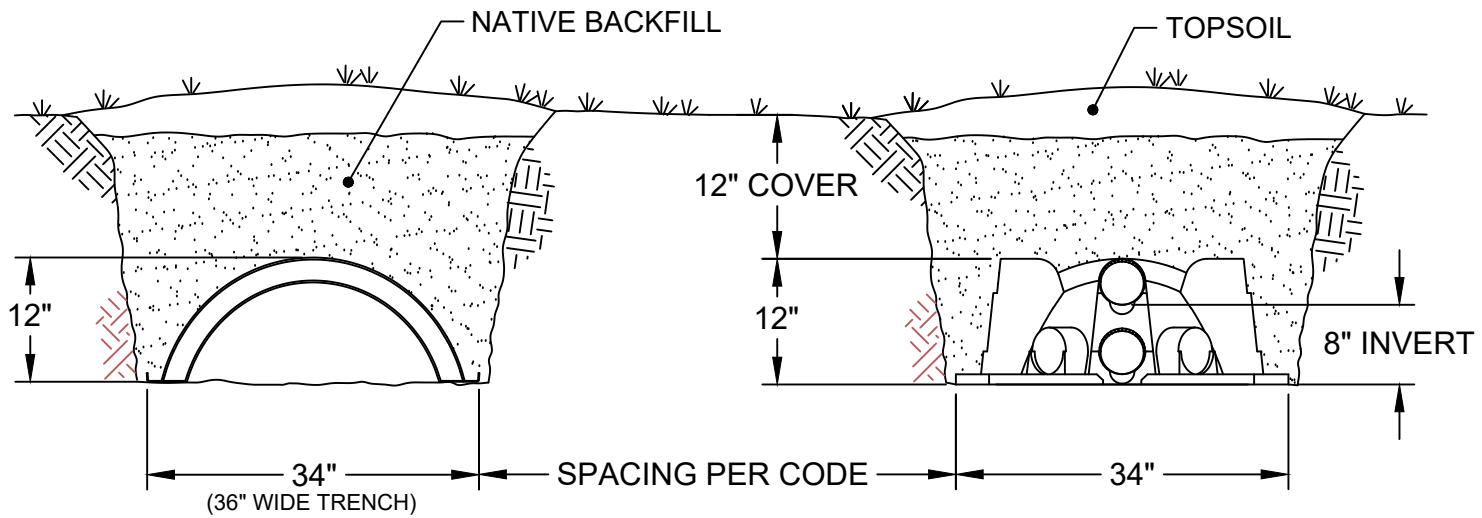 NATIVE BACKFILL
TOPSOIL
12" COVER
12"
12"
8" INVERT
34"
(36" WIDE TRENCH)
SPACING PER CODE
34"